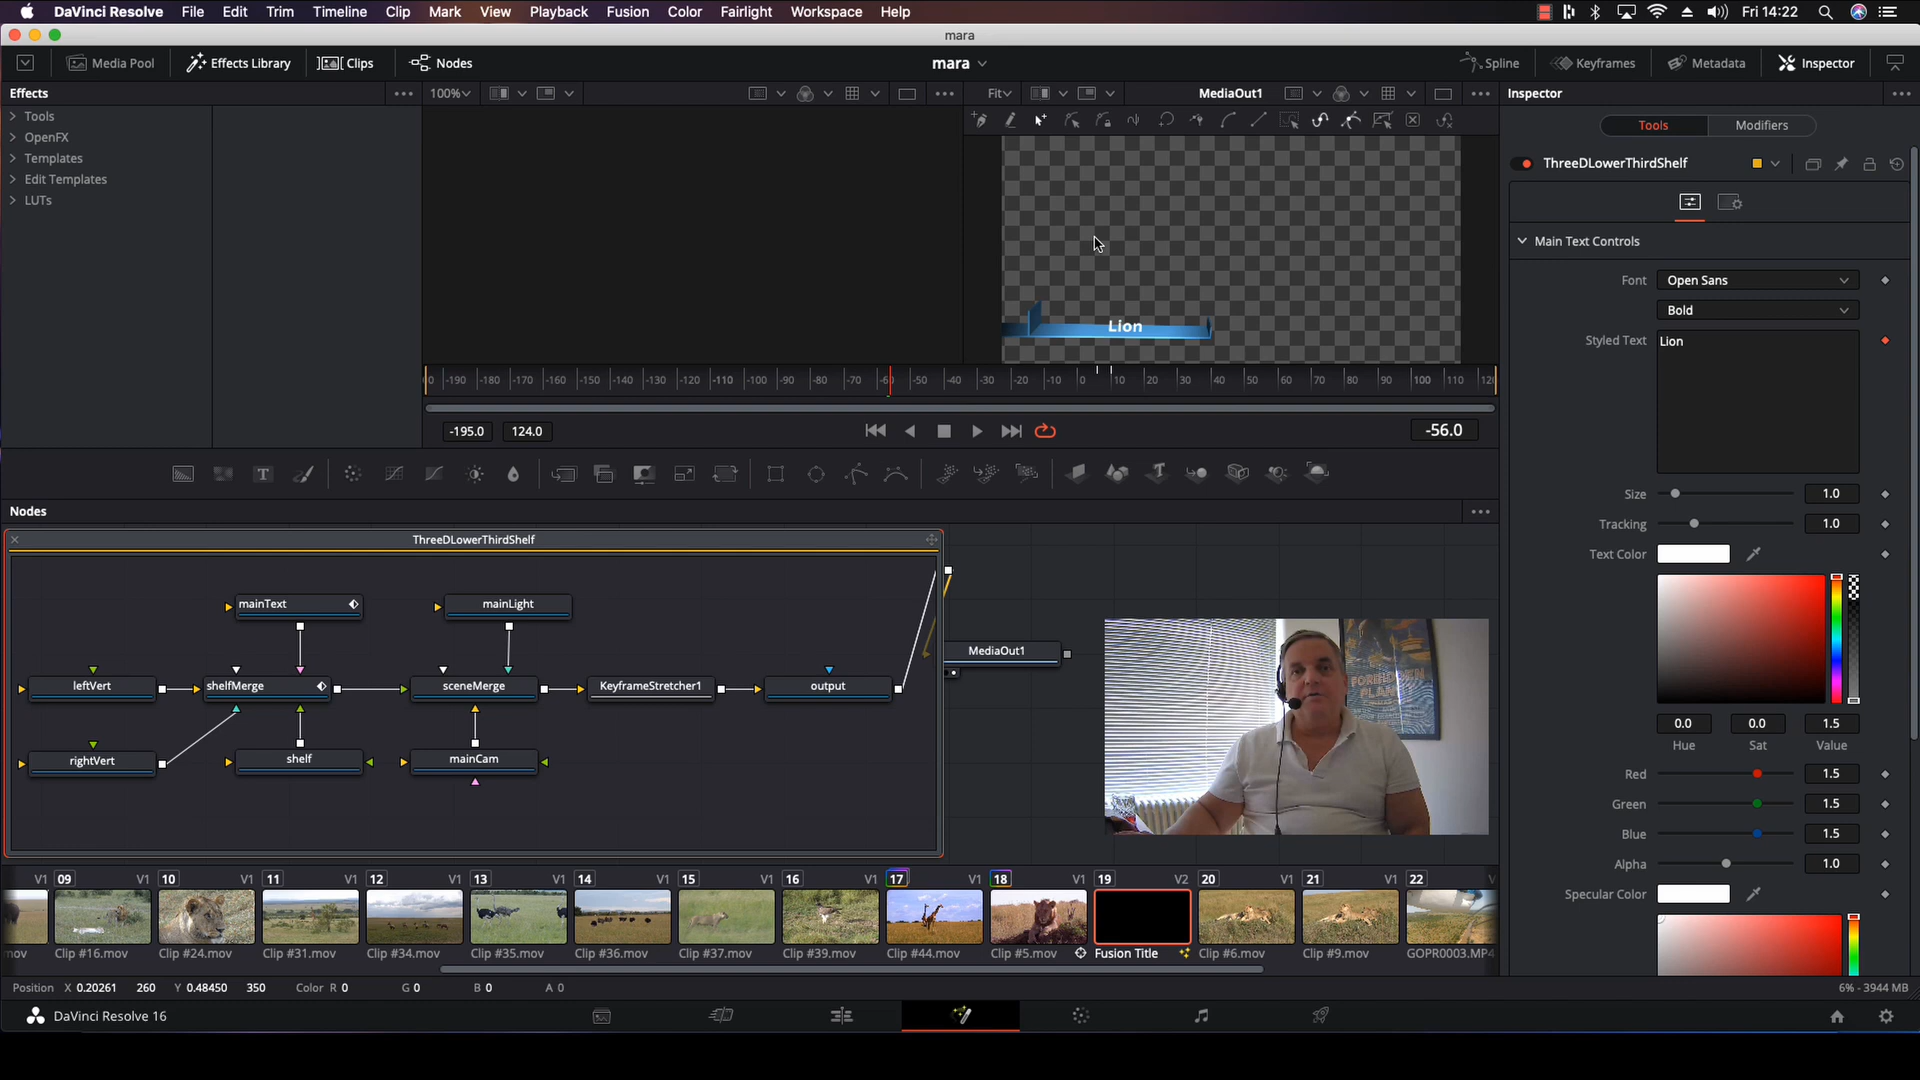 DaVinci Resolve File Edit Trim Timeline Clip Mark View Playback Fusion Color Fairlight Workspace Help Fri 14:22
mara
Media Pool Effects Library Clips Nodes mara Spline Keyframes Metadata Inspector
Effects 100% Fit MediaOut1 Inspector
Tools
OpenFX
Templates
Edit Templates
LUTs
Lion
-190 -180 -170 -160 -150 -140 -130 -120 -110 -100 -90 -80 -70 -60 -50 -40 -30 -20 -10 0 10 20 30 40 50 60 70 80 90 100 110 120
-195.0 124.0 -56.0
Nodes
ThreeDLowerThirdShelf
mainText mainLight
leftVert shelfMerge sceneMerge KeyframeStretcher1 output
rightVert shelf mainCam
MediaOut1
FORBIDDEN
PLANET
Tools Modifiers
ThreeDLowerThirdShelf
Main Text Controls
Font Open Sans
Bold
Styled Text Lion
Size 1.0
Tracking 1.0
Text Color
0.0 0.0 1.5
Hue Sat Value
Red 1.5
Green 1.5
Blue 1.5
Alpha 1.0
Specular Color
V1 09 V1 10 V1 11 V1 12 V1 13 V1 14 V1 15 V1 16 V1 17 V1 18 V1 19 V2 20 V1 21 V1 22
mov Clip #16.mov Clip #24.mov Clip #31.mov Clip #34.mov Clip #35.mov Clip #36.mov Clip #37.mov Clip #39.mov Clip #44.mov Clip #5.mov Fusion Title Clip #6.mov Clip #9.mov GOPR0003.MP4
Position X 0.20261 260 Y 0.48450 350 Color R 0 G 0 B 0 A 0 6% - 3944 MB
DaVinci Resolve 16